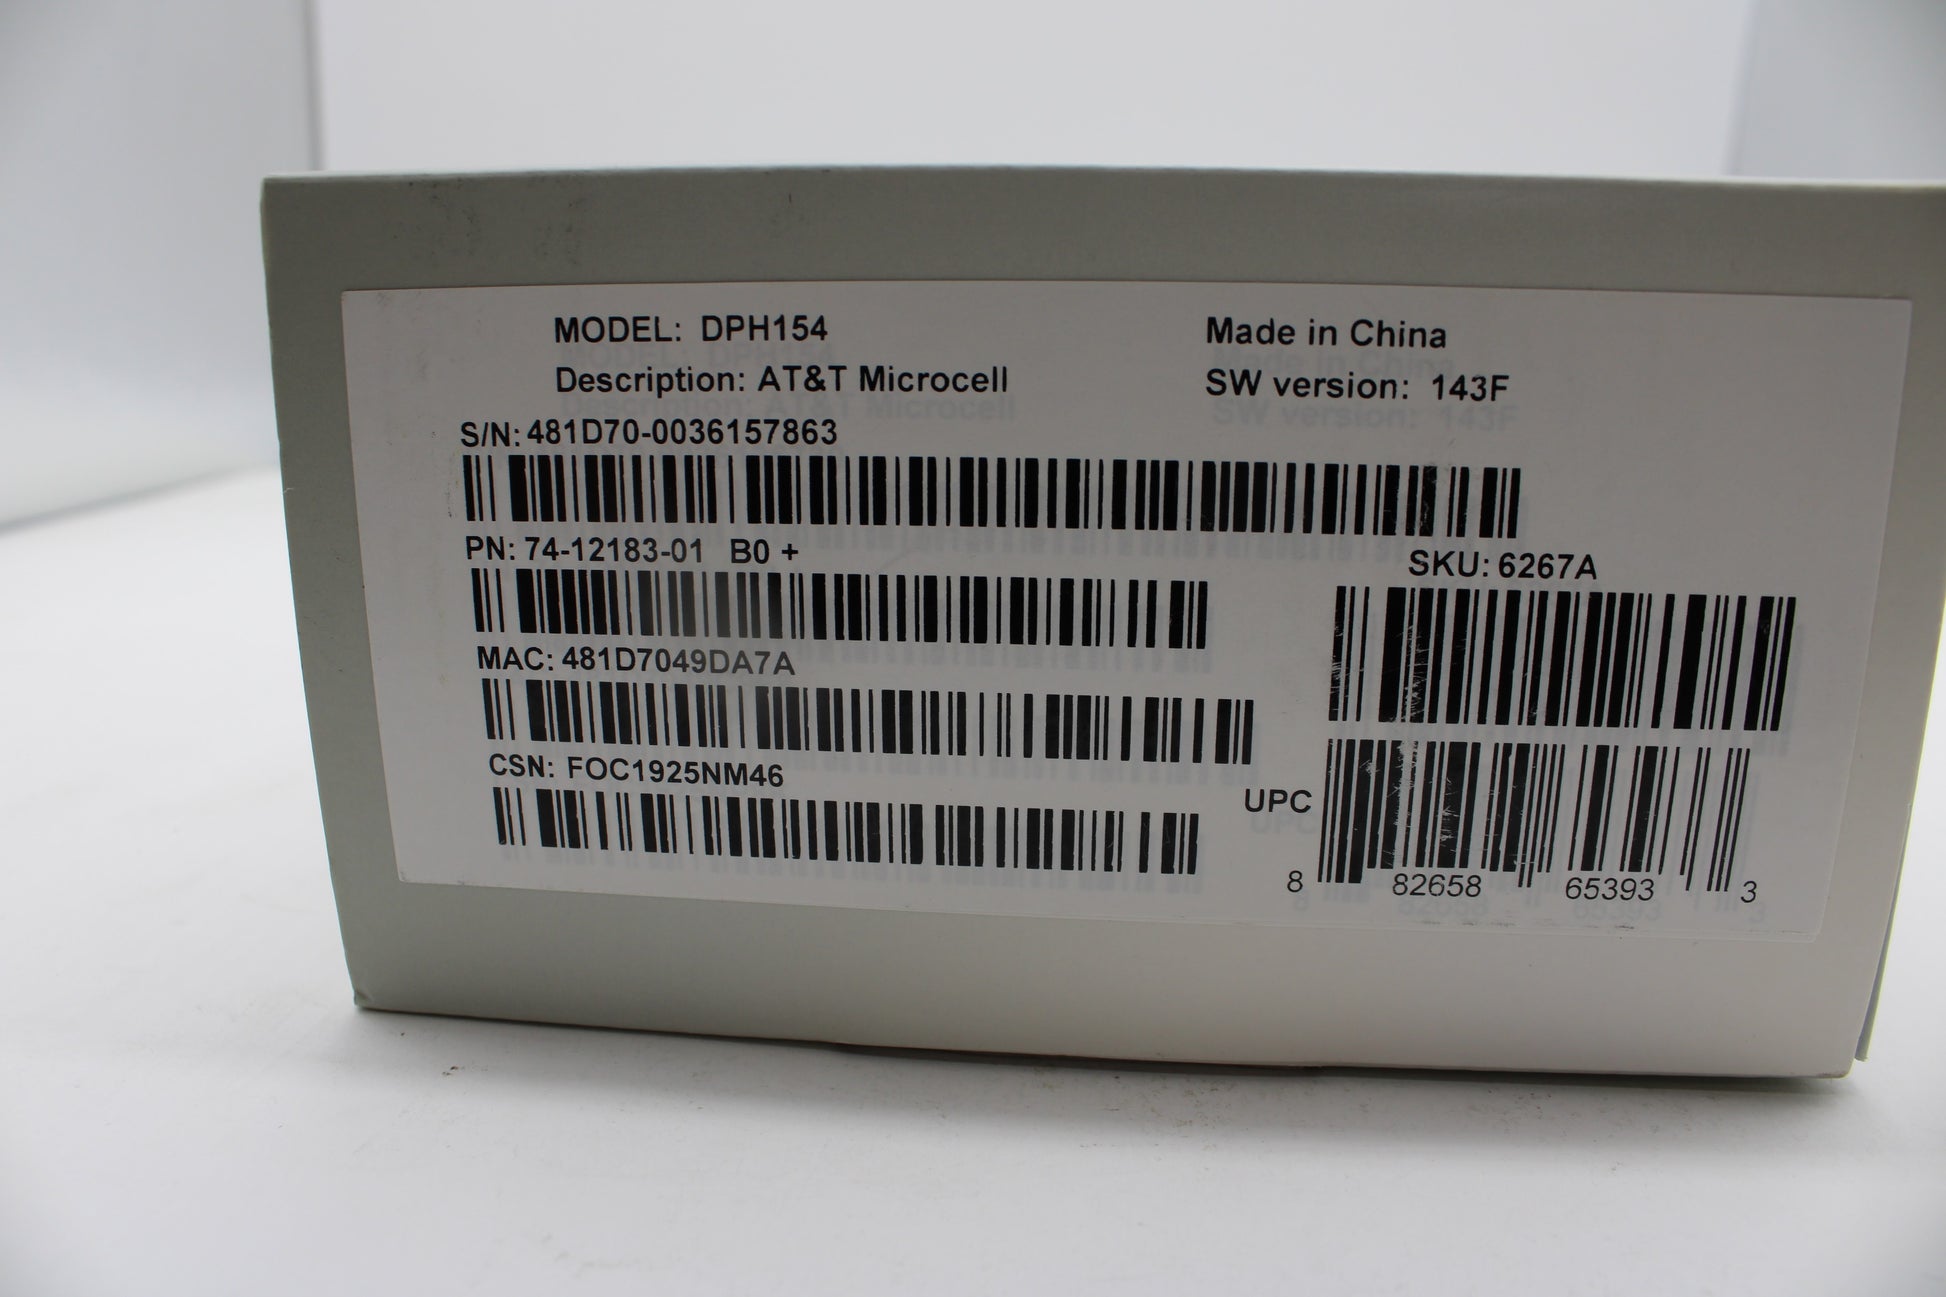 MODEL: DPH154
Made in China
Description: AT&T Microcell
SW version: 143F
S/N: 481D70-0036157863
PN: 74-12183-01 B0 +
SKU: 6267A
MAC: 481D7049DA7A
CSN: FOC1925NM46
UPC
8 82658 65393 3